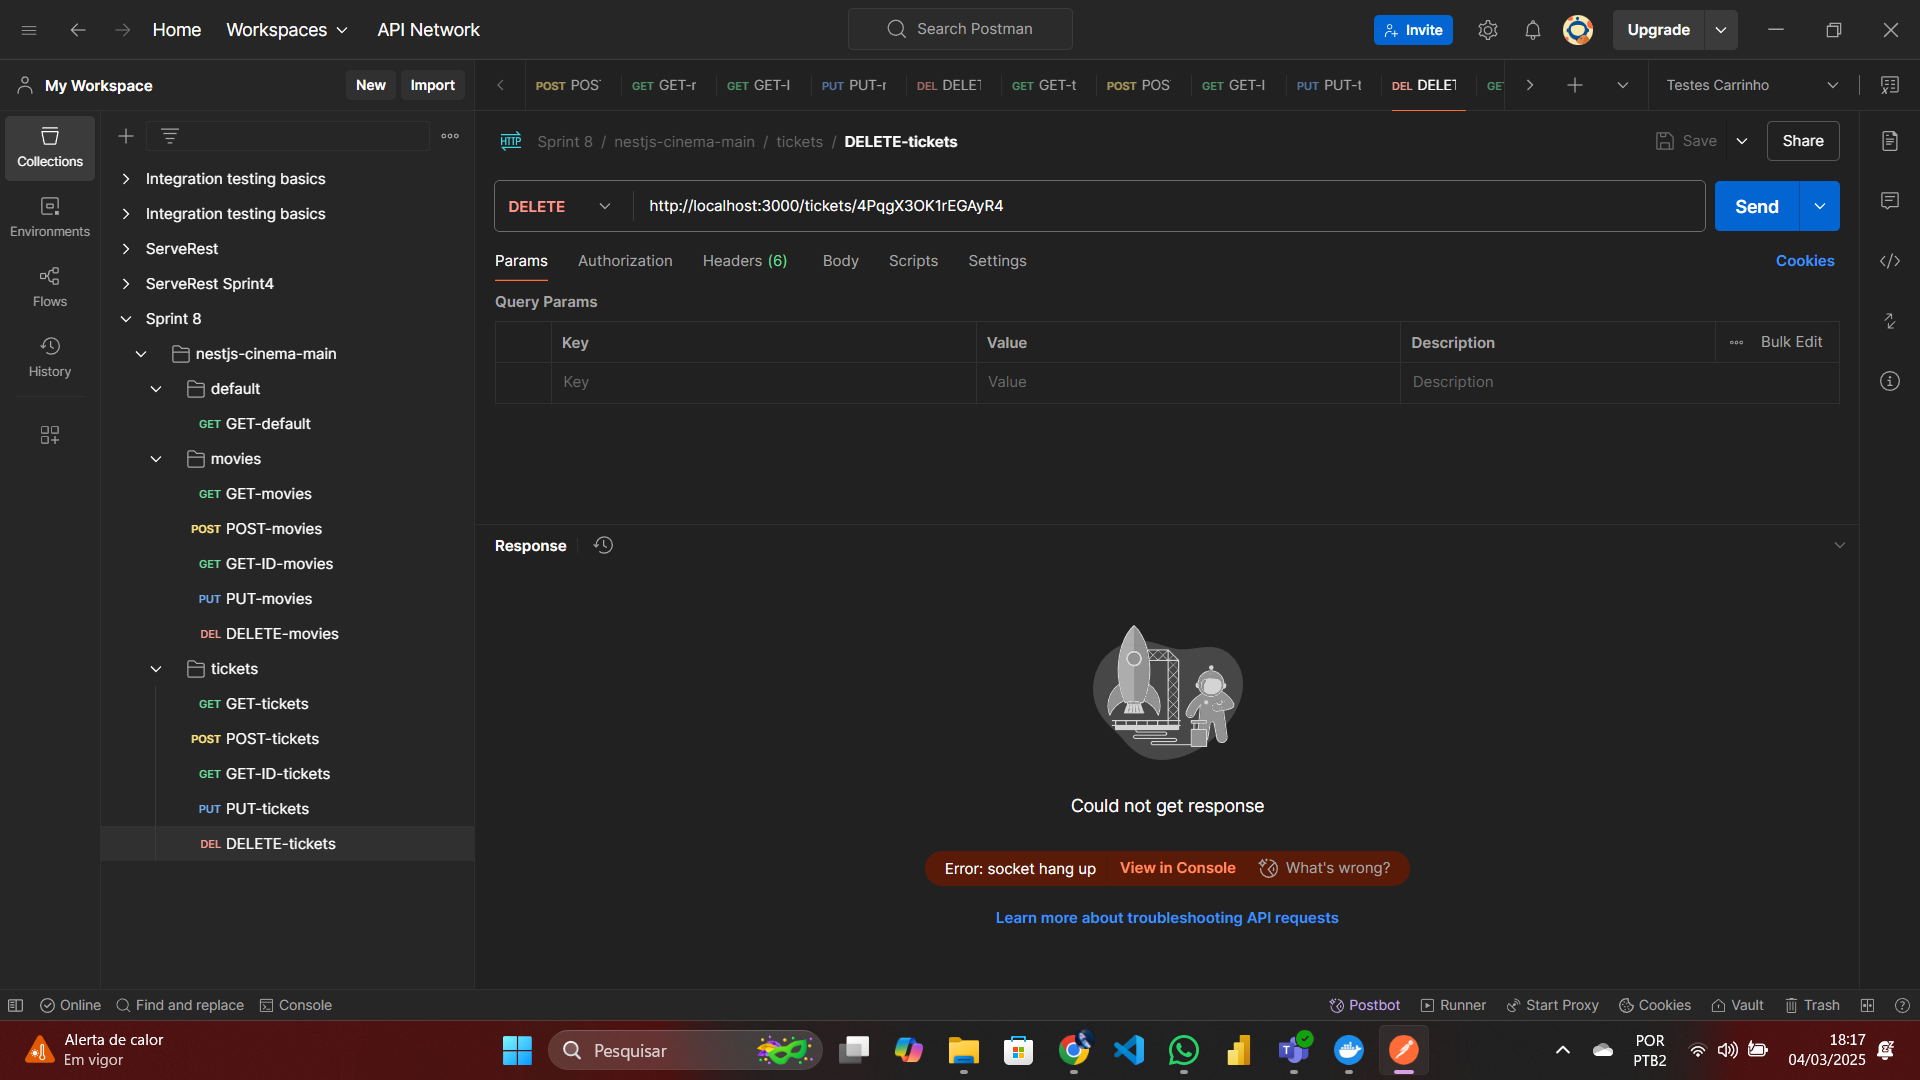 Home
Workspaces
API Network
Search Postman
Invite
Upgrade
My Workspace
New
Import
POST POS
GET GET-r
GET GET-I
PUT PUT-r
DEL DELET
GET GET-t
POST POS
GET GET-I
PUT PUT-t
DEL DELET
GE
Testes Carrinho
Collections
Environments
Flows
History
Integration testing basics
Integration testing basics
ServeRest
ServeRest Sprint4
Sprint 8
nestjs-cinema-main
default
GET GET-default
movies
GET GET-movies
POST POST-movies
GET GET-ID-movies
PUT PUT-movies
DEL DELETE-movies
tickets
GET GET-tickets
POST POST-tickets
GET GET-ID-tickets
PUT PUT-tickets
DEL DELETE-tickets
HTTP Sprint 8 / nestjs-cinema-main / tickets / DELETE-tickets
Save
Share
DELETE
http://localhost:3000/tickets/4PqgX3OK1rEGAyR4
Send
Params
Authorization
Headers (6)
Body
Scripts
Settings
Cookies
Query Params
Key Value Description Bulk Edit
Key Value Description
Response
Could not get response
Error: socket hang up View in Console What's wrong?
Learn more about troubleshooting API requests
Online
Find and replace
Console
Postbot
Runner
Start Proxy
Cookies
Vault
Trash
Alerta de calor
Em vigor
Pesquisar
POR
PTB2
18:17
04/03/2025